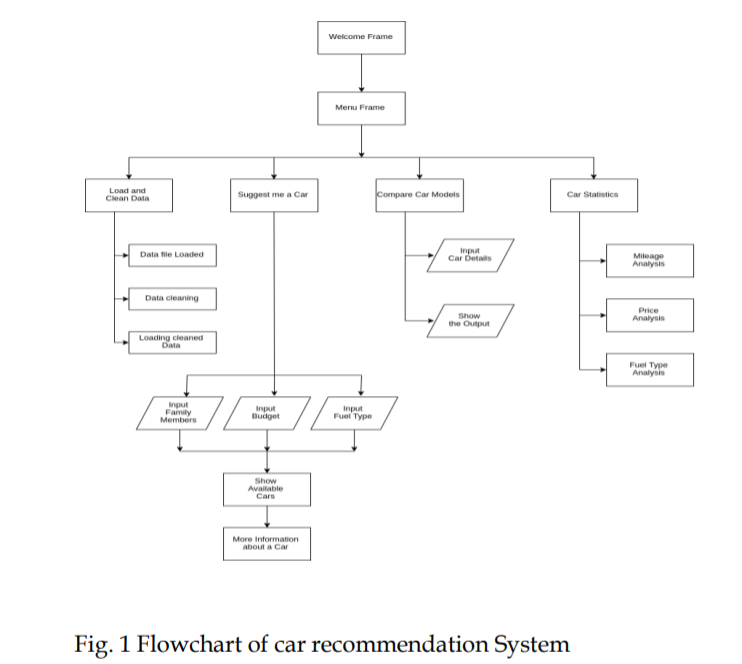 Welcome Frame
Menu Frame
Load and
Clean Data
Suggest me a Car
Compare Car Models
Car Statistics
Data file Loaded
Data cleaning
Loading cleaned
Data
Input
Car Details
Show
the Output
Mileage
Analysis
Price
Analysis
Fuel Type
Analysis
Input
Family
Members
Input
Budget
Input
Fuel Type
Show
Available
Cars
More Information
about a Car
Fig. 1 Flowchart of car recommendation System